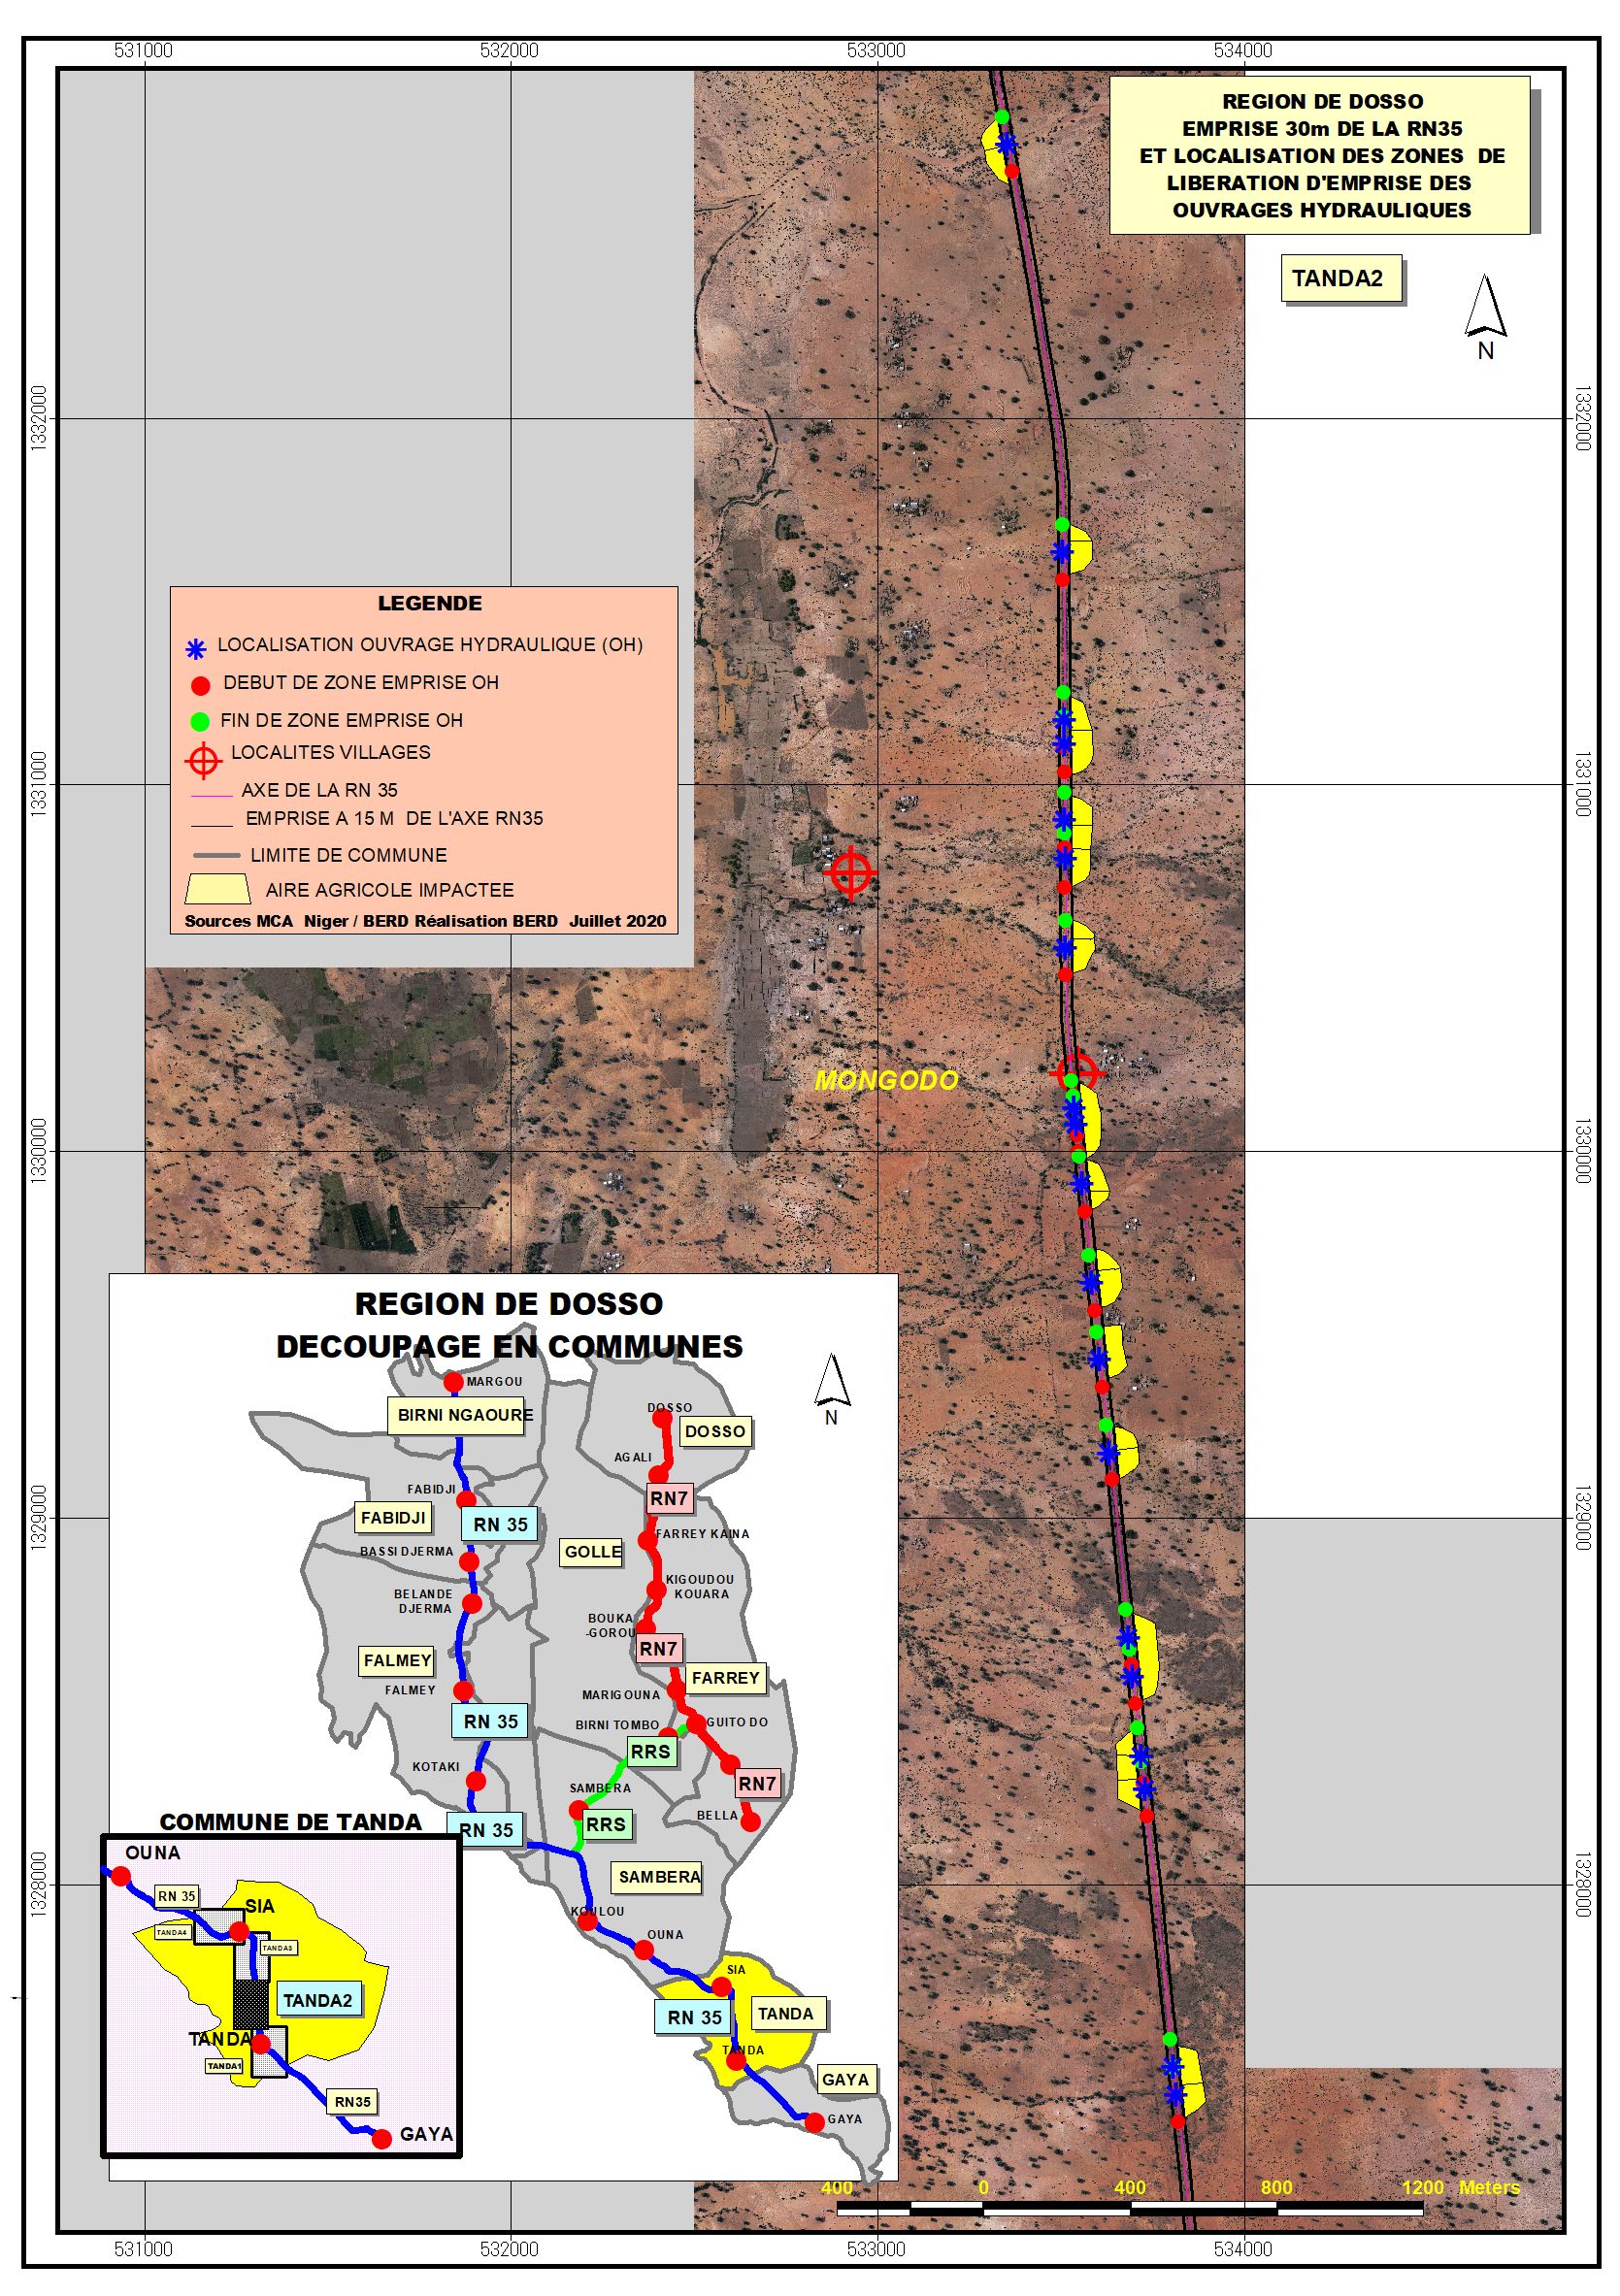 531000
532000
533000
534000
REGION DE DOSSO
EMPRISE 30m DE LA RN35
ET LOCALISATION DES ZONES DE
LIBERATION D'EMPRISE DES
OUVRAGES HYDRAULIQUES
TANDA2
N
1332000
1332000
LEGENDE
LOCALISATION OUVRAGE HYDRAULIQUE (OH)
DEBUT DE ZONE EMPRISE OH
FIN DE ZONE EMPRISE OH
LOCALITES VILLAGES
AXE DE LA RN 35
EMPRISE A 15 M DE L'AXE RN35
LIMITE DE COMMUNE
AIRE AGRICOLE IMPACTEE
Sources MCA Niger / BERD Réalisation BERD Juillet 2020
1331000
1331000
MONGODO
1330000
1330000
REGION DE DOSSO
DECOUPAGE EN COMMUNES
N
MARGOU
BIRNI NGAOURE
DOSSO
DOSSO
AGALI
RN7
FABIDJI
FABIDJI
RN 35
FARREY KAINA
BASSI DJERMA
GOLLE
KIGOUDOU
KOUARA
BELANDE
DJERMA
BOUKA
-GOROU
RN7
FALMEY
FARREY
FALMEY
MARIGOUNA
RN 35
BIRNI TOMBO
GUITO DO
RRS
KOTAKI
RN7
SAMBERA
BELLA
RRS
RN 35
SAMBERA
KOULOU
OUNA
SIA
RN 35
TANDA
TANDA
GAYA
GAYA
1329000
1329000
1328000
1328000
COMMUNE DE TANDA
OUNA
RN 35
SIA
TANDA4
TANDA3
TANDA2
TANDA
TANDA1
RN35
GAYA
400
0
400
800
1200 Meters
531000
532000
533000
534000